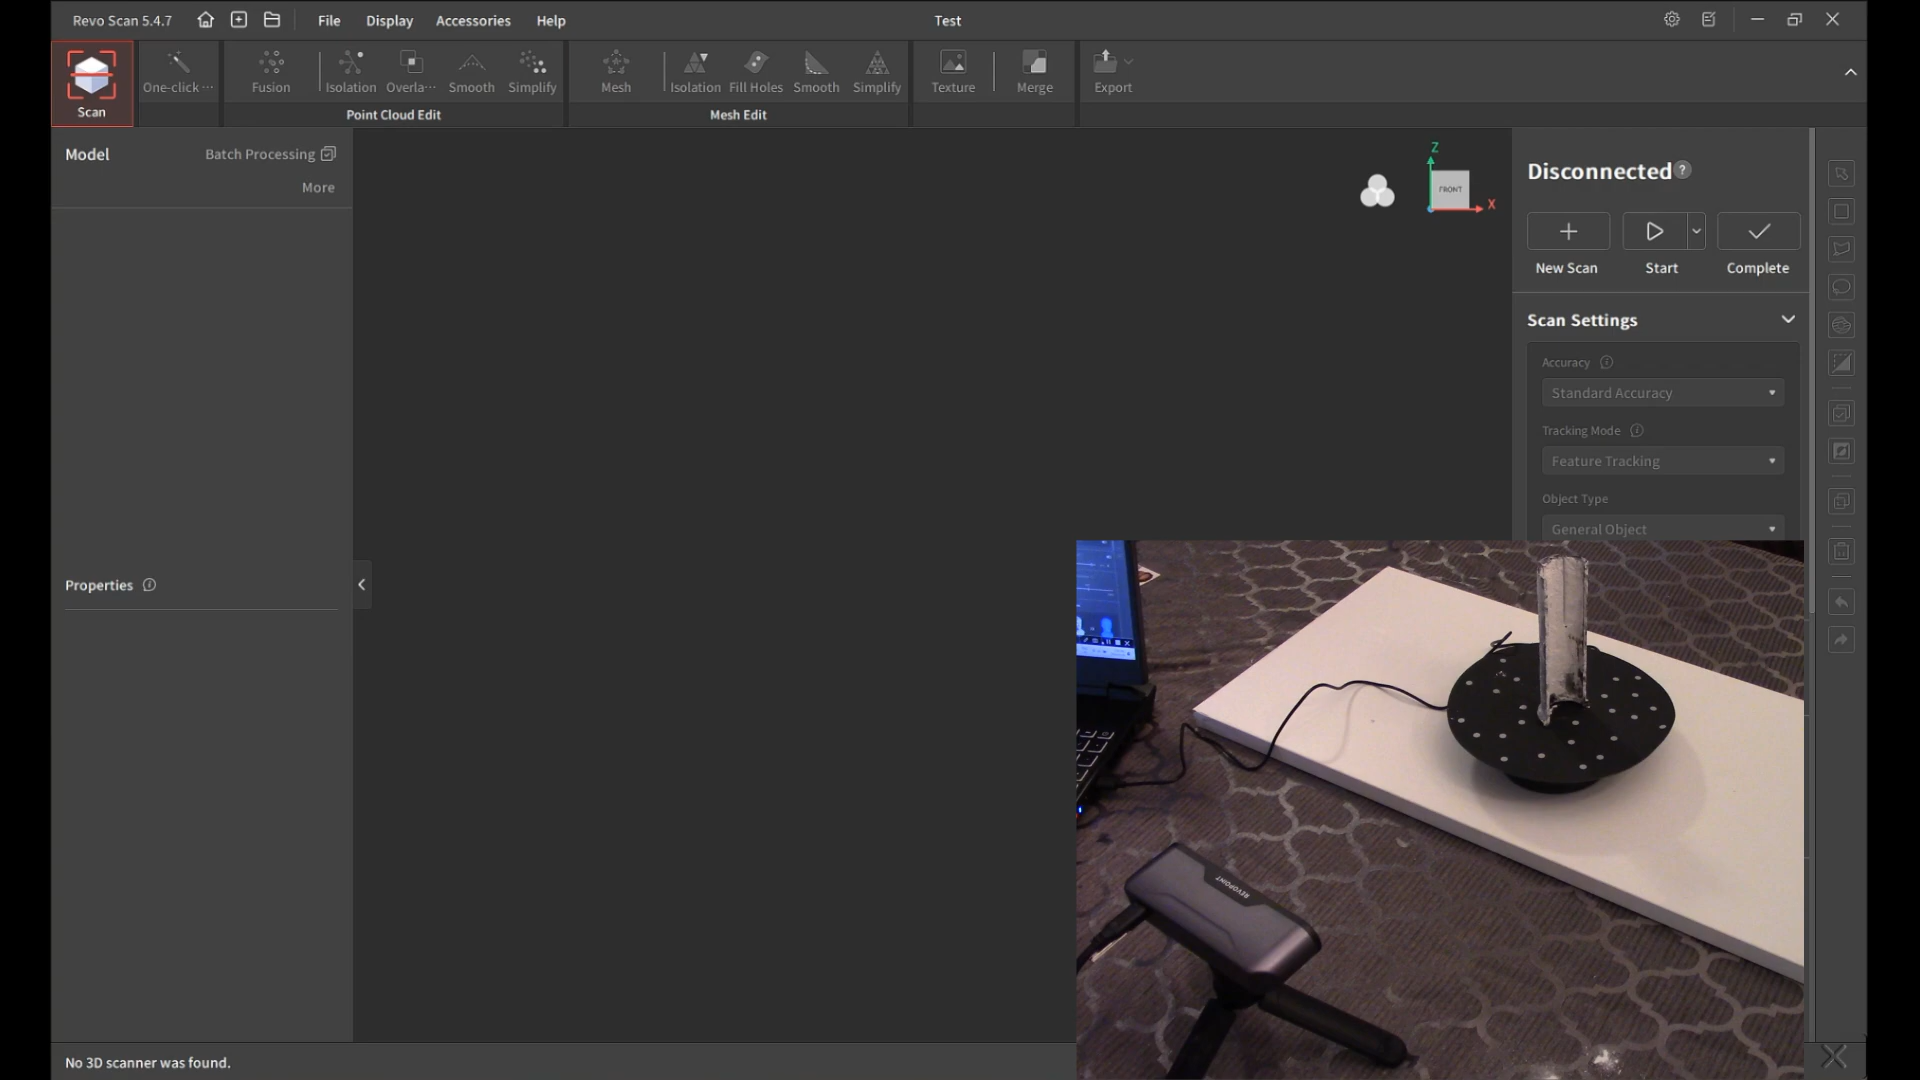 Revo Scan 5.4.7 File Display Accessories Help Test
Scan
One-click ...
Fusion
Isolation Overla... Smooth Simplify
Point Cloud Edit
Mesh
Isolation Fill Holes Smooth Simplify
Mesh Edit
Texture
Merge
Export
Model Batch Processing
More
Properties
Z
FRONT
X
Disconnected ?
New Scan Start Complete
Scan Settings
Accuracy
Standard Accuracy
Tracking Mode
Feature Tracking
Object Type
General Object
REVOPOINT
No 3D scanner was found.